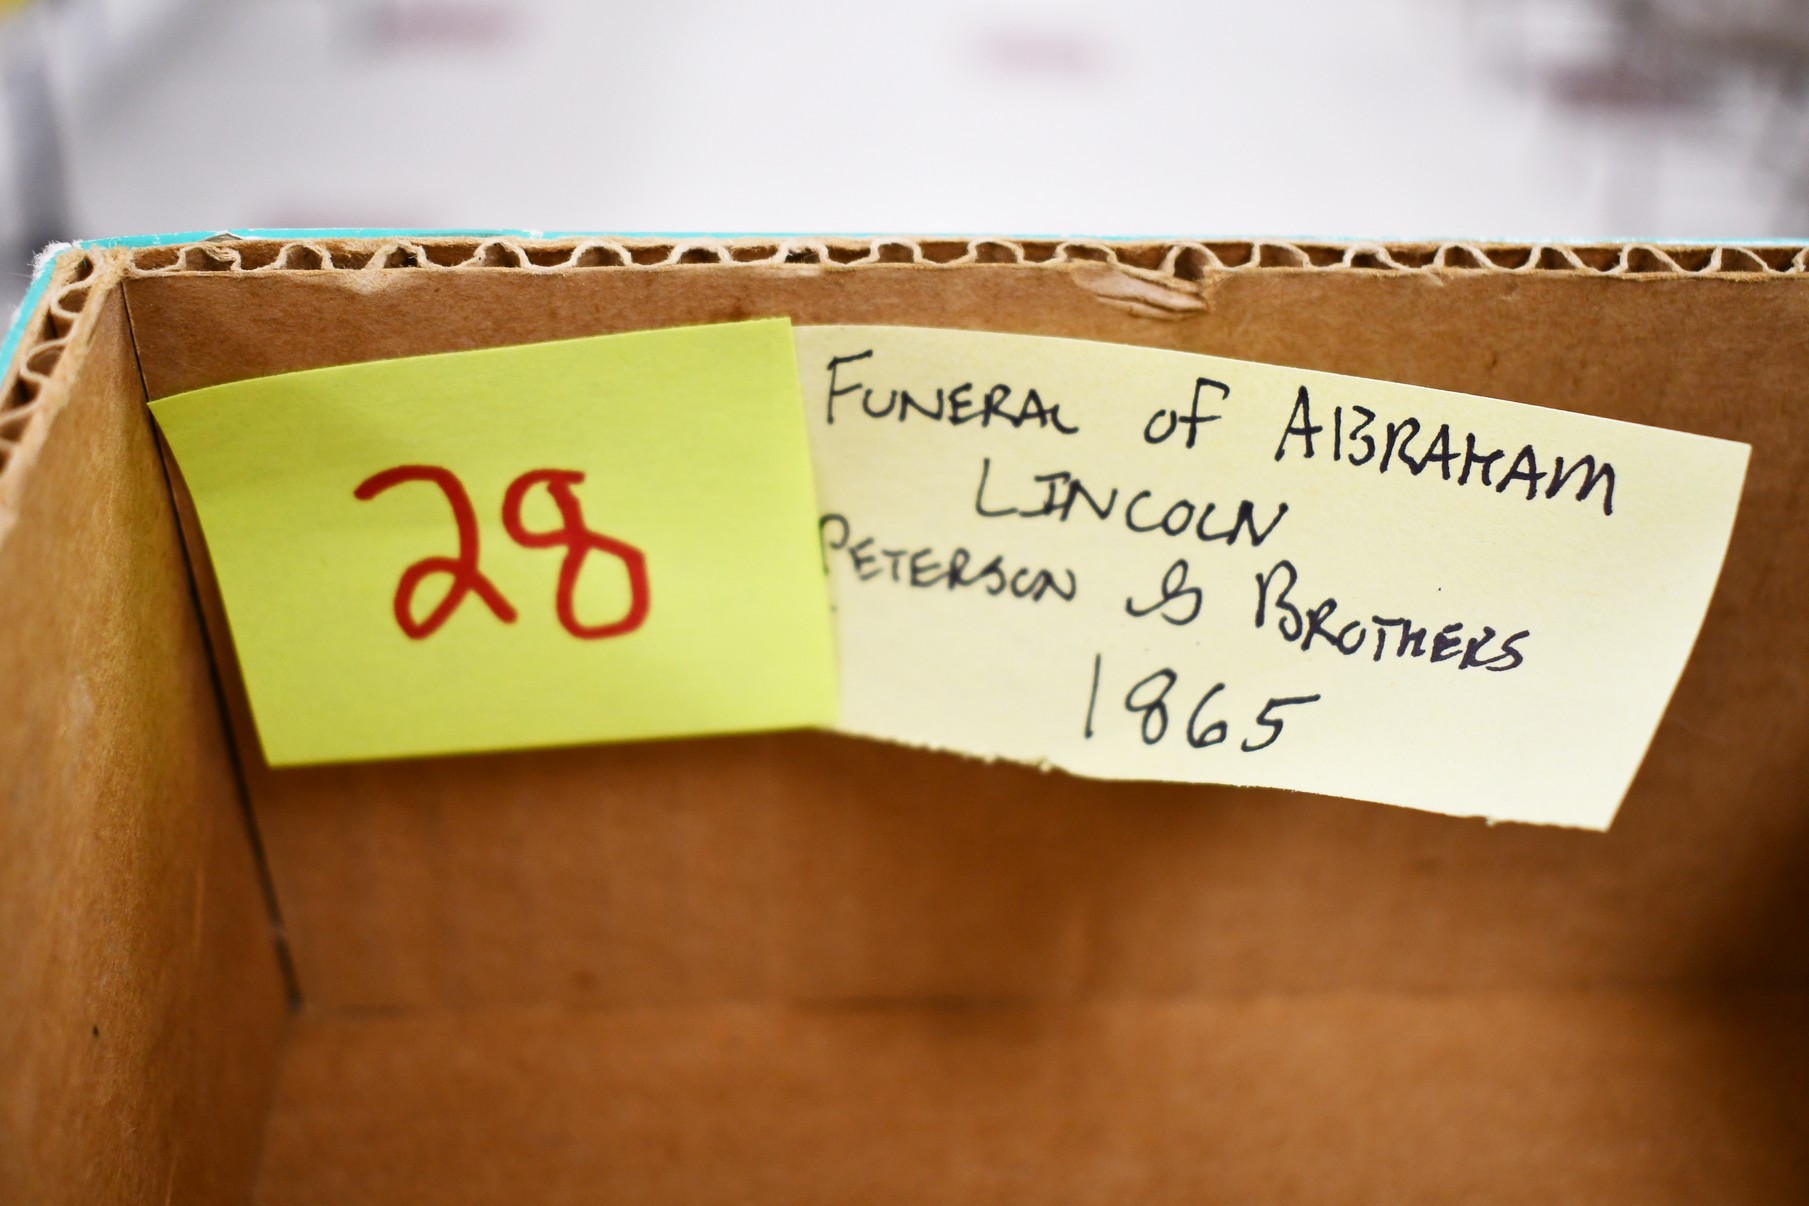 28
FUNERAL of ABRAHAM
LINCOLN
PETERSON & BROTHERS
1865